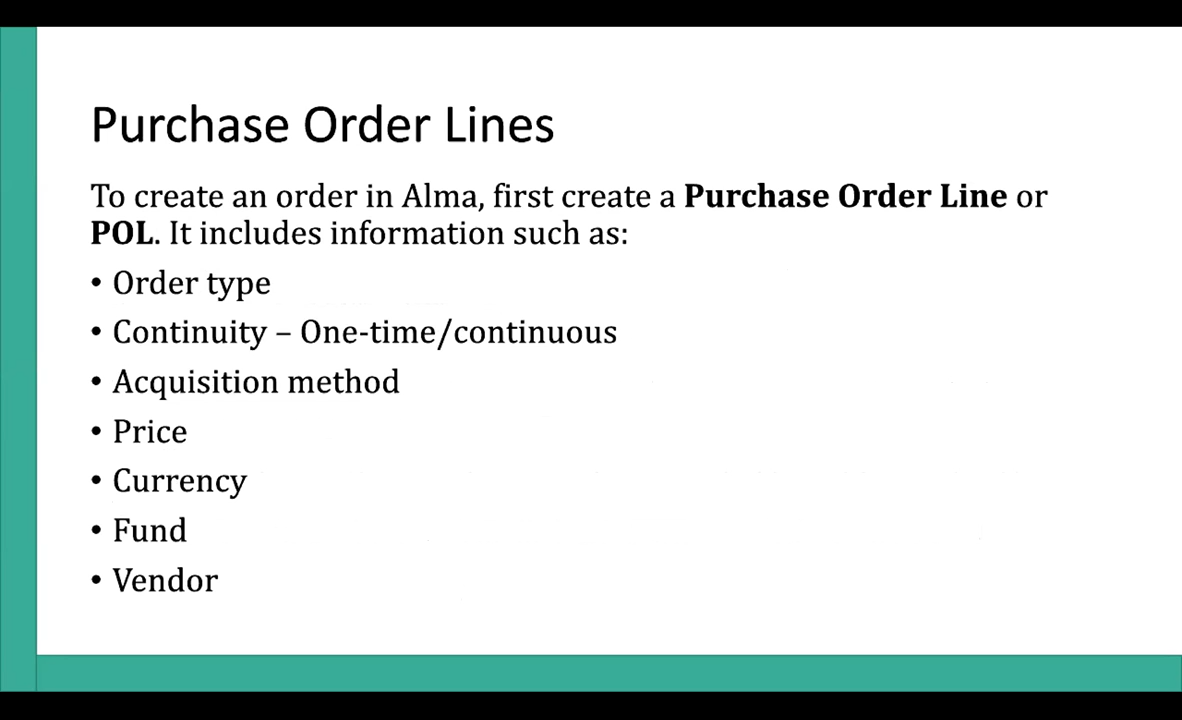 Purchase Order Lines
To create an order in Alma, first create a Purchase Order Line or
POL. It includes information such as:
• Order type
• Continuity – One-time/continuous
• Acquisition method
• Price
• Currency
• Fund
• Vendor